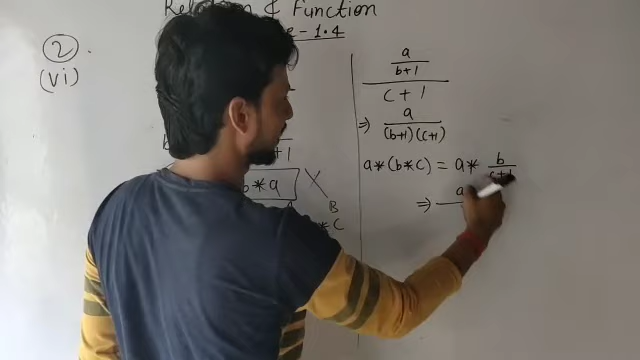 Relation & Function
e-1.4
②.
(vi)
a
b+1
c+1
⇒ a
(b+1)(c+1)
+1
b*a
a*(b*c) = a* b
c+1
B
*c
⇒ a